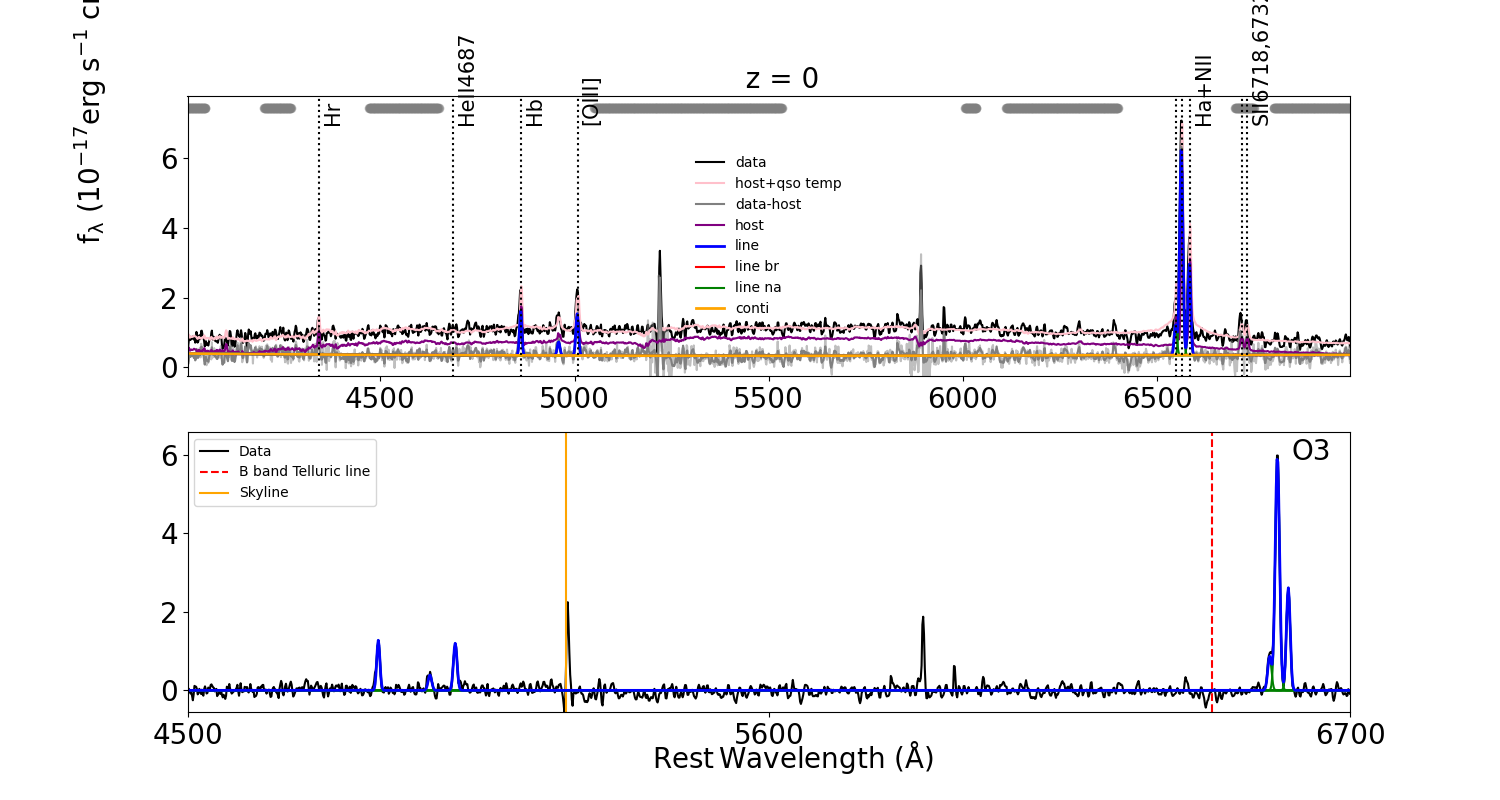 f_λ (10^−17 erg s^−1
z = 0
Hr
HeII4687
Hb
[OIII]
Ha+NII
SII6718,673
data
host+qso temp
data-host
host
line
line br
line na
conti
6
4
2
0
4500 5000 5500 6000 6500
Data
B band Telluric line
Skyline
O3
6
4
2
0
4500 5600 6700
Rest Wavelength (Å)